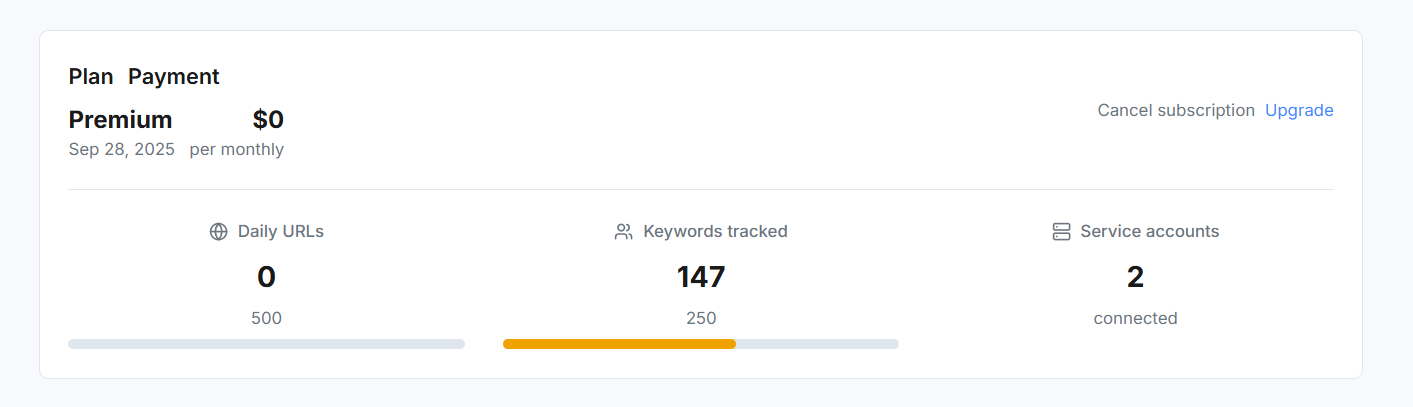 Plan Payment
Premium $0
Sep 28, 2025 per monthly
Cancel subscription Upgrade
Daily URLs
0
500
Keywords tracked
147
250
Service accounts
2
connected